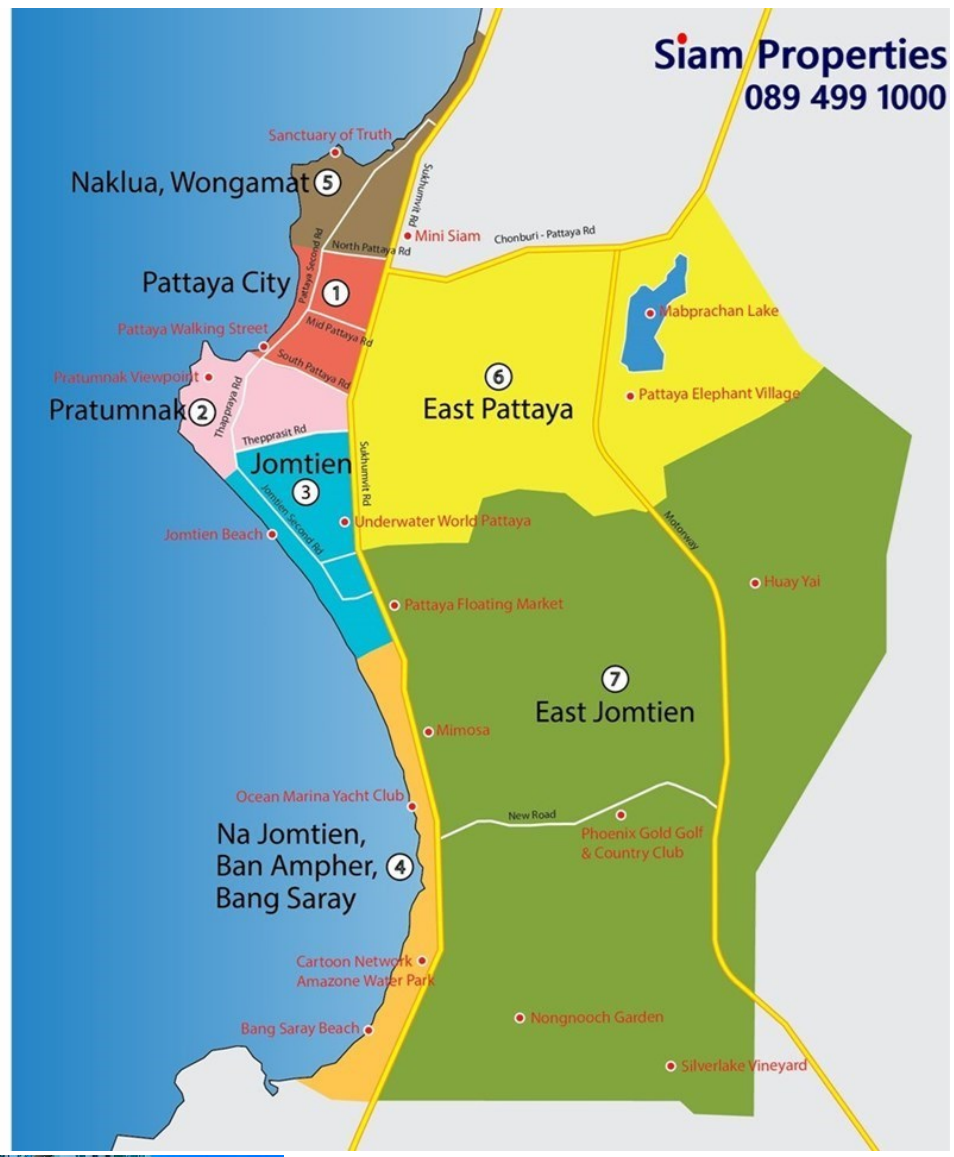 Siam Properties
089 499 1000
Sanctuary of Truth
Naklua, Wongamat 5
Sukhumvit Rd
Mini Siam
Chonburi - Pattaya Rd
North Pattaya Rd
Pattaya Second Rd
Pattaya City
1
Mabprachan Lake
Mid Pattaya Rd
Pattaya Walking Street
South Pattaya Rd
Pratumnak Viewpoint
6
Pattaya Elephant Village
Pratumnak 2
Thappraya Rd
East Pattaya
Thepprasit Rd
Jomtien
3
Sukhumvit Rd
Jomtien Second Rd
Underwater World Pattaya
Jomtien Beach
Motorway
Huay Yai
Pattaya Floating Market
7
East Jomtien
Mimosa
Ocean Marina Yacht Club
New Road
Phoenix Gold Golf
& Country Club
Na Jomtien,
Ban Ampher,
Bang Saray
4
Cartoon Network
Amazone Water Park
Nongnooch Garden
Bang Saray Beach
Silverlake Vineyard